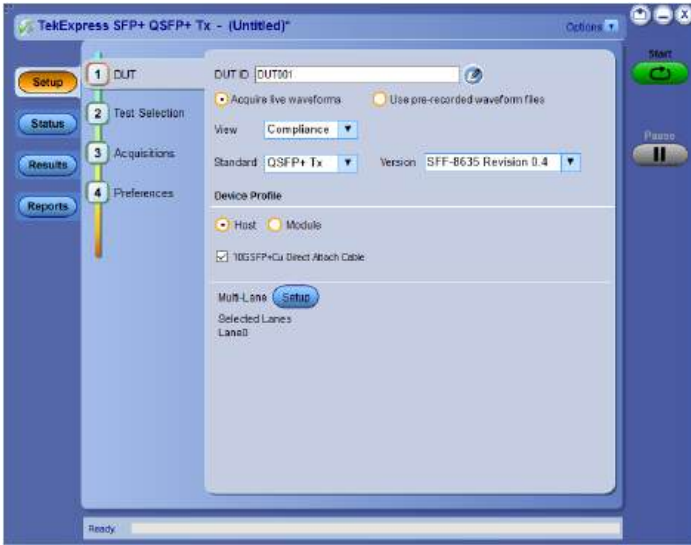 TekExpress SFP+ QSFP+ Tx - (Untitled)*
Options
Start
Pause
Setup
Status
Results
Reports
1 DUT
2 Test Selection
3 Acquisitions
4 Preferences
DUT ID DUT001
Acquire live waveforms Use pre-recorded waveform files
View Compliance
Standard QSFP+ Tx Version SFF-8635 Revision 0.4
Device Profile
Host Module
10GSFP+Cu Direct Attach Cable
Multi-Lane Setup
Selected Lanes
Lane0
Ready